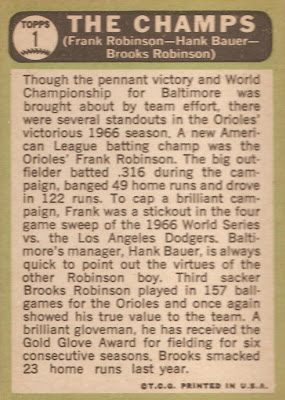 TOPPS
1
THE CHAMPS
(Frank Robinson—Hank Bauer—
Brooks Robinson)
Though the pennant victory and World
Championship for Baltimore was
brought about by team effort, there
were several standouts in the Orioles'
victorious 1966 season. A new Ameri-
can League batting champ was the
Orioles' Frank Robinson. The big out-
fielder batted .316 during the cam-
paign, banged 49 home runs and drove
in 122 runs. To cap a brilliant cam-
paign, Frank was a stickout in the four
game sweep of the 1966 World Series
vs. the Los Angeles Dodgers. Balti-
more's manager, Hank Bauer, is always
quick to point out the virtues of the
other Robinson boy. Third sacker
Brooks Robinson played in 157 ball-
games for the Orioles and once again
showed his true value to the team. A
brilliant gloveman, he has received the
Gold Glove Award for fielding for six
consecutive seasons. Brooks smacked
23 home runs last year.
©T.C.G. PRINTED IN U.S.A.